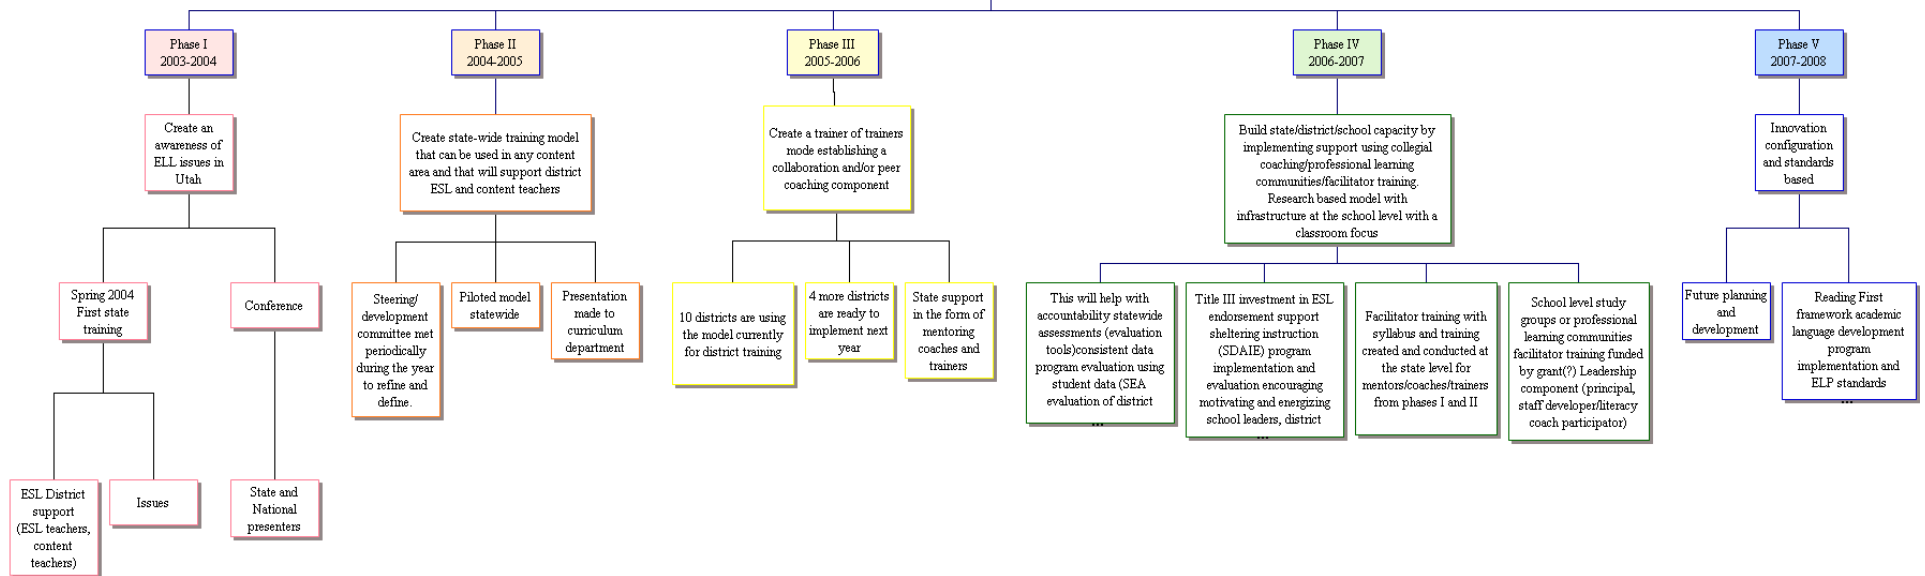 Phase I
2003-2004
Phase II
2004-2005
Phase III
2005-2006
Phase IV
2006-2007
Phase V
2007-2008
Create an
awareness of
ELL issues in
Utah
Create state-wide training model
that can be used in any content
area and that will support district
ESL and content teachers
Create a trainer of trainers
mode establishing a
collaboration and/or peer
coaching component
Build state/district/school capacity by
implementing support using collegial
coaching/professional learning
communities/facilitator training.
Research based model with
infrastructure at the school level with a
classroom focus
Innovation
configuration
and standards
based
Spring 2004
First state
training
Conference
Steering/
development
committee met
periodically
during the year
to refine and
define.
Piloted model
statewide
Presentation
made to
curriculum
department
10 districts are using
the model currently
for district training
4 more districts
are ready to
implement next
year
State support
in the form of
mentoring
coaches and
trainers
This will help with
accountability statewide
assessments (evaluation
tools)consistent data
program evaluation using
student data (SEA
evaluation of district
...
Title III investment in ESL
endorsement support
sheltering instruction
(SDAIE) program
implementation and
evaluation encouraging
motivating and energizing
school leaders, district
...
Facilitator training with
syllabus and training
created and conducted at
the state level for
mentors/coaches/trainers
from phases I and II
School level study
groups or professional
learning communities
facilitator training funded
by grant(?) Leadership
component (principal,
staff developer/literacy
coach participator)
Future planning
and
development
Reading First
framework academic
language development
program
implementation and
ELP standards
...
ESL District
support
(ESL teachers,
content
teachers)
Issues
State and
National
presenters